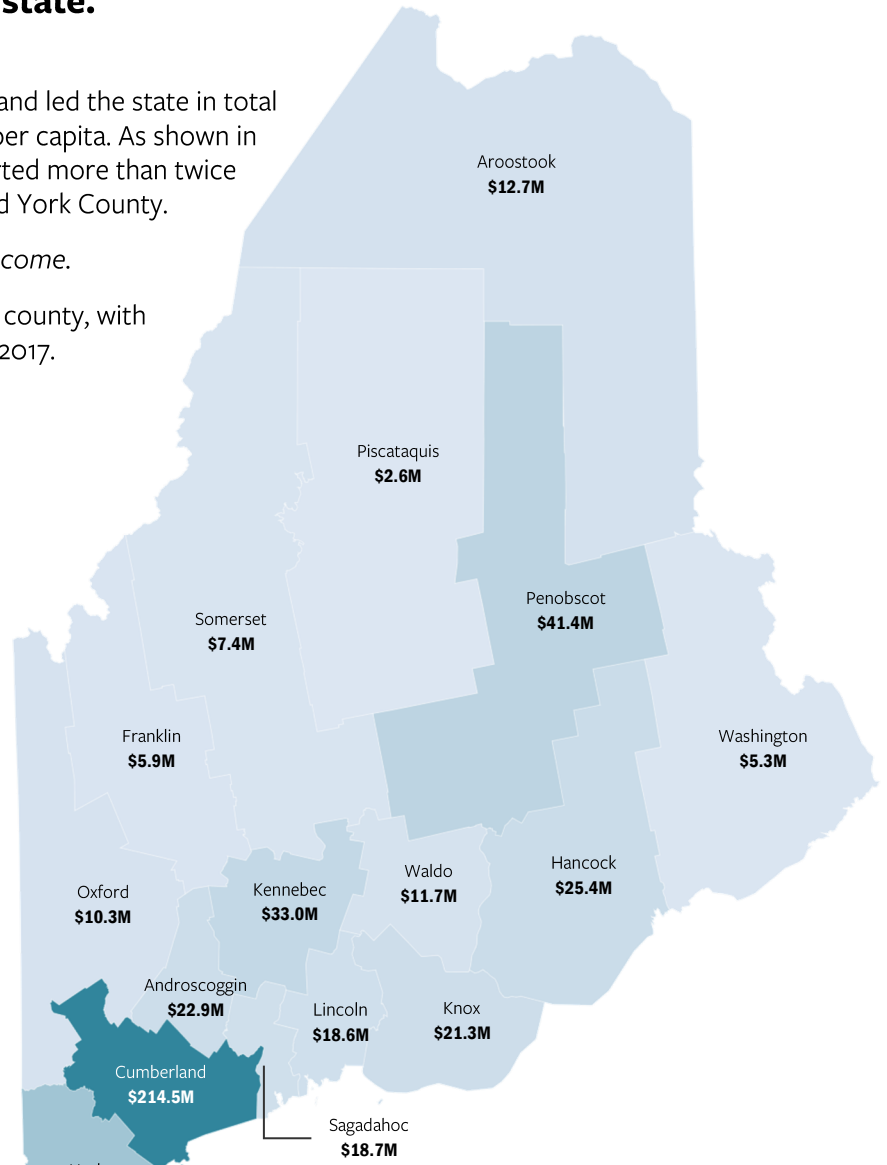 state.
and led the state in total
per capita. As shown in
rted more than twice
d York County.
come.
county, with
2017.
Aroostook
$12.7M
Piscataquis
$2.6M
Penobscot
$41.4M
Somerset
$7.4M
Franklin
$5.9M
Washington
$5.3M
Hancock
$25.4M
Waldo
$11.7M
Kennebec
$33.0M
Oxford
$10.3M
Androscoggin
$22.9M
Lincoln
$18.6M
Knox
$21.3M
Cumberland
$214.5M
Sagadahoc
$18.7M